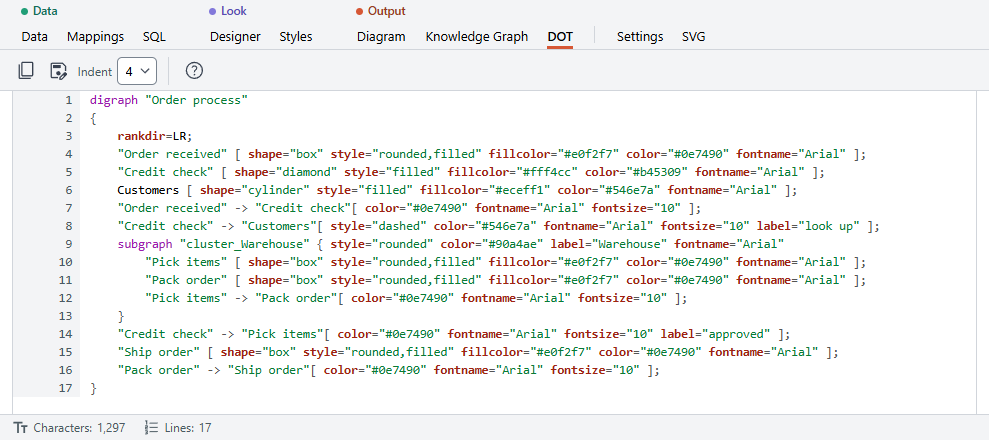 Data Look Output
Data Mappings SQL Designer Styles Diagram Knowledge Graph DOT Settings SVG
Indent 4
1 digraph "Order process"
2 {
3 rankdir=LR;
4 "Order received" [ shape="box" style="rounded,filled" fillcolor="#e0f2f7" color="#0e7490" fontname="Arial" ];
5 "Credit check" [ shape="diamond" style="filled" fillcolor="#fff4cc" color="#b45309" fontname="Arial" ];
6 Customers [ shape="cylinder" style="filled" fillcolor="#eceff1" color="#546e7a" fontname="Arial" ];
7 "Order received" -> "Credit check"[ color="#0e7490" fontname="Arial" fontsize="10" ];
8 "Credit check" -> "Customers"[ style="dashed" color="#546e7a" fontname="Arial" fontsize="10" label="look up" ];
9 subgraph "cluster_Warehouse" { style="rounded" color="#90a4ae" label="Warehouse" fontname="Arial"
10 "Pick items" [ shape="box" style="rounded,filled" fillcolor="#e0f2f7" color="#0e7490" fontname="Arial" ];
11 "Pack order" [ shape="box" style="rounded,filled" fillcolor="#e0f2f7" color="#0e7490" fontname="Arial" ];
12 "Pick items" -> "Pack order"[ color="#0e7490" fontname="Arial" fontsize="10" ];
13 }
14 "Credit check" -> "Pick items"[ color="#0e7490" fontname="Arial" fontsize="10" label="approved" ];
15 "Ship order" [ shape="box" style="rounded,filled" fillcolor="#e0f2f7" color="#0e7490" fontname="Arial" ];
16 "Pack order" -> "Ship order"[ color="#0e7490" fontname="Arial" fontsize="10" ];
17 }
Characters: 1,297 Lines: 17